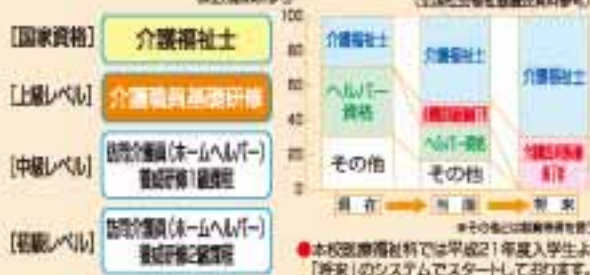 [国家資格]
介護福祉士
[上級レベル]
介護職員基礎研修
[中級レベル]
訪問介護員(ホームヘルパー)
養成研修1級課程
[初級レベル]
訪問介護員(ホームヘルパー)
養成研修2級課程
100
80
60
40
20
0
介護福祉士
ヘルパー
資格
その他
介護福祉士
ヘルパー資格
その他
介護福祉士
現在
当面
将来
●本校医療福祉科では平成21年度入学生よ
「将来」のシステムでスタートしております。